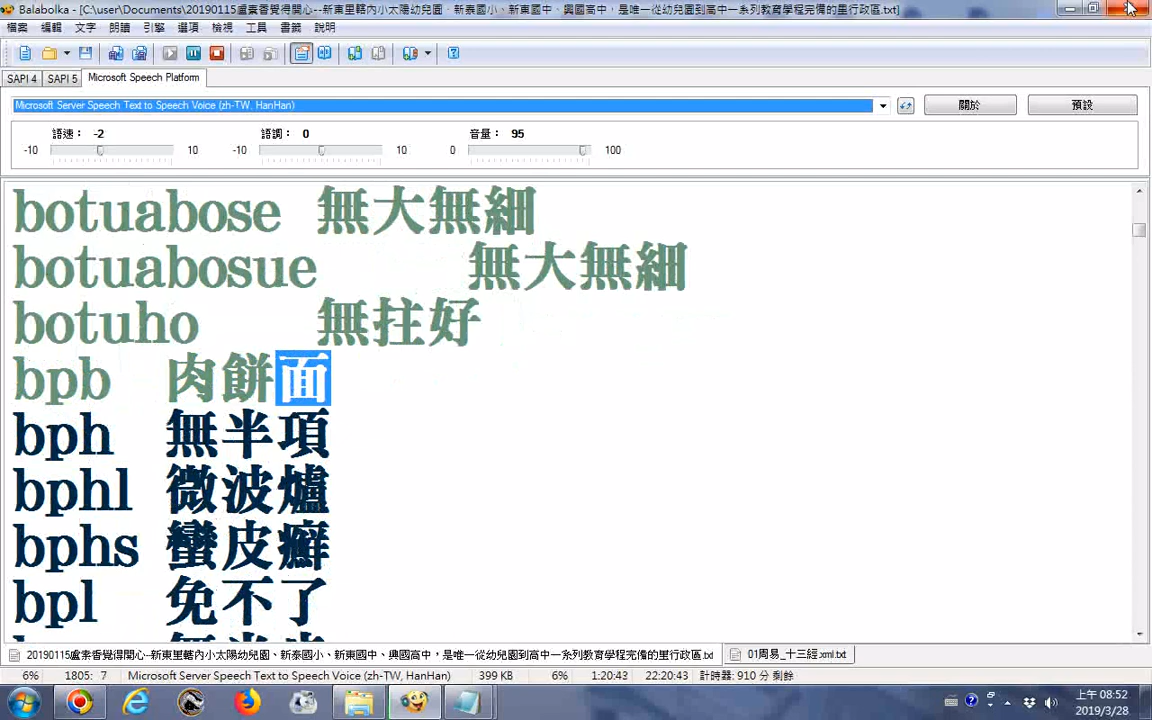 Balabolka - [C:\user\Documents\20190115盧素香覺得開心--新東里轄內小太陽幼兒園、新泰國小、新東國中、興國高中，是唯一從幼兒園到高中一系列教育學程完備的里行政區.txt]
檔案 編輯 文字 朗讀 引擎 選項 檢視 工具 書籤 說明
SAPI 4 SAPI 5 Microsoft Speech Platform
Microsoft Server Speech Text to Speech Voice (zh-TW, HanHan) 關於 預設
語速： -2 語調： 0 音量： 95
-10 10 -10 10 0 100
botuabose 無大無細
botuabosue 無大無細
botuho 無拄好
bpb 肉餅面
bph 無半項
bphl 微波爐
bphs 蠻皮癬
bpl 免不了
20190115盧素香覺得開心--新東里轄內小太陽幼兒園、新泰國小、新東國中、興國高中，是唯一從幼兒園到高中一系列教育學程完備的里行政區.txt 01周易_十三經.xml.txt
6% 1805: 7 Microsoft Server Speech Text to Speech Voice (zh-TW, HanHan) 399 KB 6% 1:20:43 22:20:43 計時器: 910 分 剩餘
上午 08:52
2019/3/28